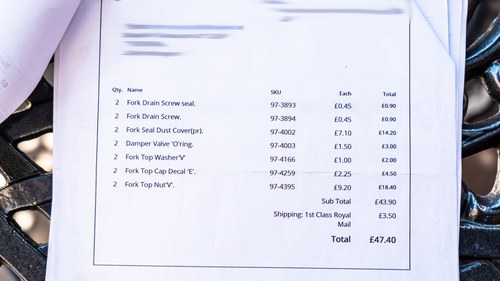 Qty. Name SKU Each Total
2 Fork Drain Screw seal. 97-3893 £0.45 £0.90
2 Fork Drain Screw. 97-3894 £0.45 £0.90
2 Fork Seal Dust Cover(pr). 97-4002 £7.10 £14.20
2 Damper Valve 'O'ring. 97-4003 £1.50 £3.00
2 Fork Top Washer'V' 97-4166 £1.00 £2.00
2 Fork Top Cap Decal 'E'. 97-4259 £2.25 £4.50
2 Fork Top Nut'V'. 97-4395 £9.20 £18.40
Sub Total £43.90
Shipping: 1st Class Royal £3.50
Mail
Total £47.40